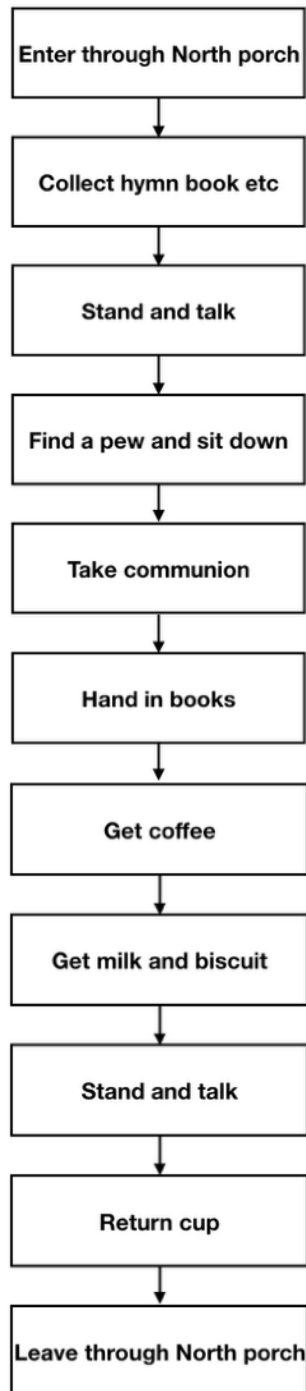 Enter through North porch
Collect hymn book etc
Stand and talk
Find a pew and sit down
Take communion
Hand in books
Get coffee
Get milk and biscuit
Stand and talk
Return cup
Leave through North porch